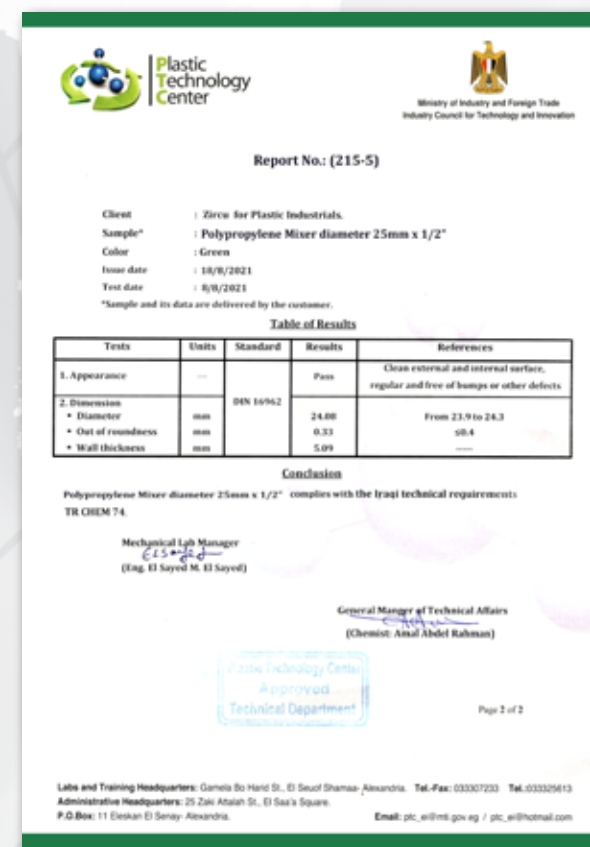 Plastic
Technology
Center
Ministry of Industry and Foreign Trade
Industry Council for Technology and Innovation
Report No.: (215-5)
Client : Zircu for Plastic Industrials.
Sample* : Polypropylene Mixer diameter 25mm x 1/2"
Color : Green
Issue date : 18/8/2021
Test date : 8/8/2021
*Sample and its data are delivered by the customer.
Table of Results
Tests Units Standard Results References
1. Appearance --- DIN 16962 Pass Clean external and internal surface, regular and free of bumps or other defects
2. Dimension
• Diameter mm 24.08 From 23.9 to 24.3
• Out of roundness mm 0.33 ≤0.4
• Wall thickness mm 5.09 -----
Conclusion
Polypropylene Mixer diameter 25mm x 1/2" complies with the Iraqi technical requirements
TR CHEM 74.
Mechanical Lab Manager
(Eng. El Sayed M. El Sayed)
General Manger of Technical Affairs
(Chemist: Amal Abdel Rahman)
Plastic Technology Center
Approved
Technical Department
Page 2 of 2
Labs and Training Headquarters: Gamela Bo Harid St., El Seuof Shamaa- Alexandria. Tel.-Fax: 033307233 Tel.:033325613
Administrative Headquarters: 25 Zaki Attalah St., El Saa'a Square.
P.O.Box: 11 Eleskan El Senay- Alexandria. Email: ptc_ei@mti.gov.eg / ptc_ei@hotmail.com